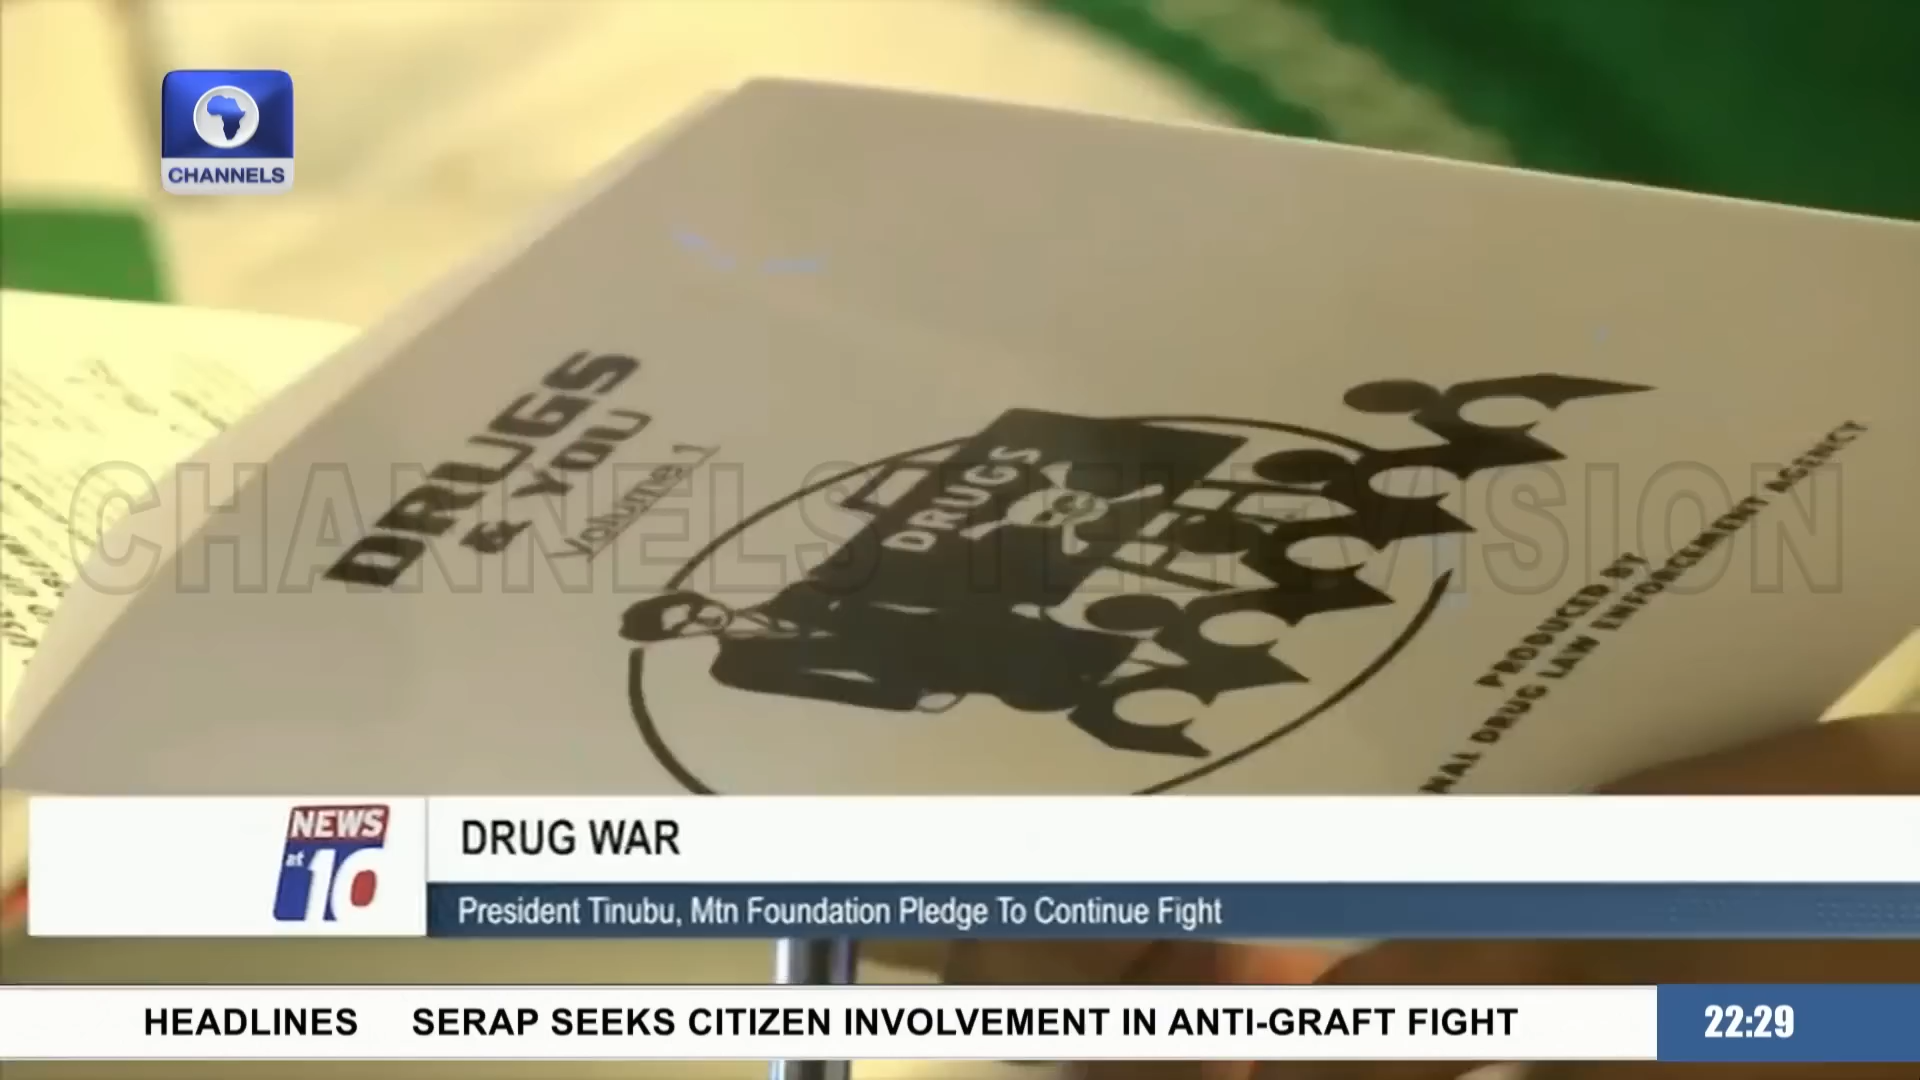 CHANNELS
DRUGS
& YOU
Volume 1
DRUGS
PRODUCED BY
NAL DRUG LAW ENFORCEMENT AGENCY
CHANNELS TELEVISION
NEWS
at
10
DRUG WAR
President Tinubu, Mtn Foundation Pledge To Continue Fight
HEADLINES SERAP SEEKS CITIZEN INVOLVEMENT IN ANTI-GRAFT FIGHT
22:29